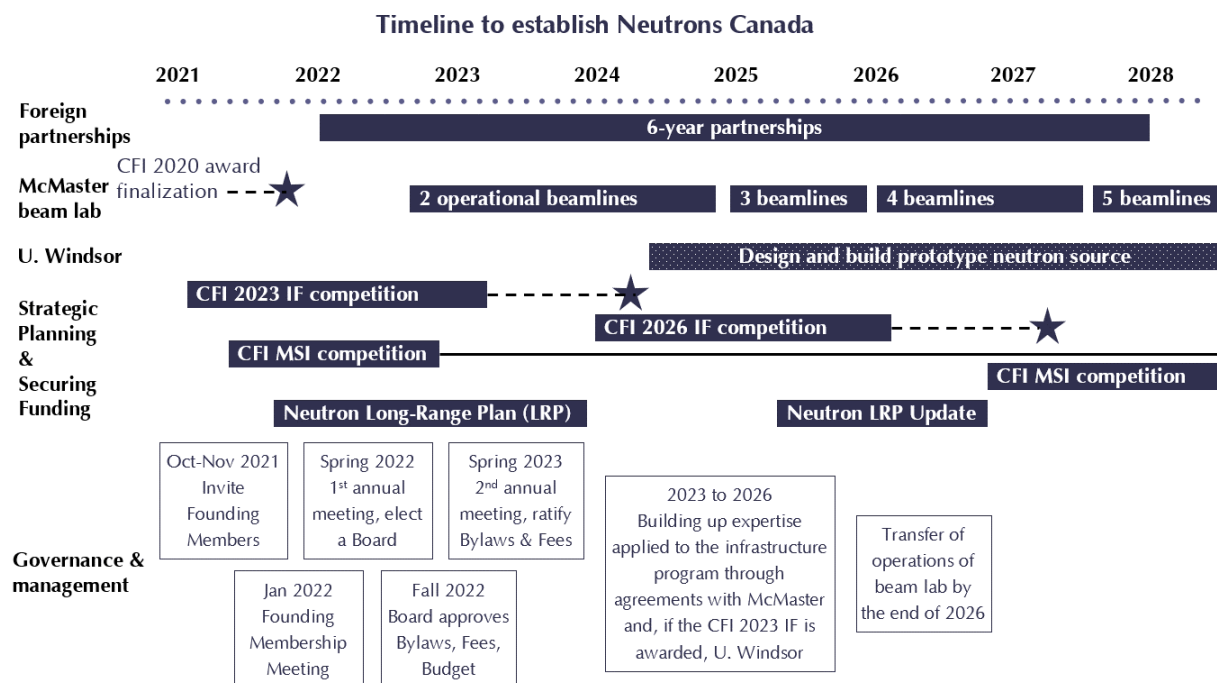 Timeline to establish Neutrons Canada
2021 2022 2023 2024 2025 2026 2027 2028
Foreign
partnerships
6-year partnerships
CFI 2020 award
finalization
McMaster
beam lab
2 operational beamlines
3 beamlines
4 beamlines
5 beamlines
U. Windsor
Design and build prototype neutron source
Strategic
Planning
&
Securing
Funding
CFI 2023 IF competition
CFI 2026 IF competition
CFI MSI competition
CFI MSI competition
Neutron Long-Range Plan (LRP)
Neutron LRP Update
Governance &
management
Oct-Nov 2021
Invite
Founding
Members
Spring 2022
1st annual
meeting, elect
a Board
Spring 2023
2nd annual
meeting, ratify
Bylaws & Fees
Jan 2022
Founding
Membership
Meeting
Fall 2022
Board approves
Bylaws, Fees,
Budget
2023 to 2026
Building up expertise
applied to the infrastructure
program through
agreements with McMaster
and, if the CFI 2023 IF is
awarded, U. Windsor
Transfer of
operations of
beam lab by
the end of 2026